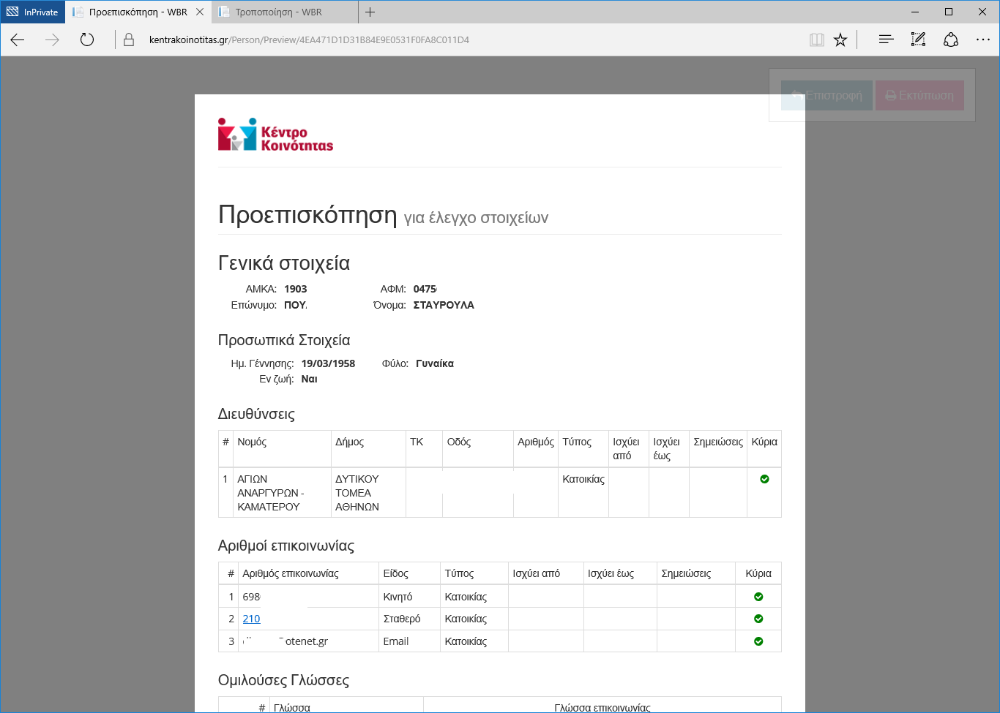 InPrivate
Προεπισκόπηση - WBR
Τροποποίηση - WBR
kentrakoinotitas.gr/Person/Preview/4EA471D1D31B84E9E0531F0FA8C011D4
Επιστροφή
Εκτύπωση
Κέντρο
Κοινότητας
Προεπισκόπηση για έλεγχο στοιχείων
Γενικά στοιχεία
ΑΜΚΑ: 1903 ΑΦΜ: 0475
Επώνυμο: ΠΟΥ Όνομα: ΣΤΑΥΡΟΥΛΑ
Προσωπικά Στοιχεία
Ημ. Γέννησης: 19/03/1958 Φύλο: Γυναίκα
Εν ζωή: Ναι
Διευθύνσεις
# Νομός Δήμος ΤΚ Οδός Αριθμός Τύπος Ισχύει από Ισχύει έως Σημειώσεις Κύρια
1 ΑΓΙΩΝ ΔΥΤΙΚΟΥ Κατοικίας
ΑΝΑΡΓΥΡΩΝ - ΤΟΜΕΑ
ΚΑΜΑΤΕΡΟΥ ΑΘΗΝΩΝ
Αριθμοί επικοινωνίας
# Αριθμός επικοινωνίας Είδος Τύπος Ισχύει από Ισχύει έως Σημειώσεις Κύρια
1 698 Κινητό Κατοικίας
2 210 Σταθερό Κατοικίας
3 otenet.gr Email Κατοικίας
Ομιλούσες Γλώσσες
# Γλώσσα Γλώσσα επικοινωνίας